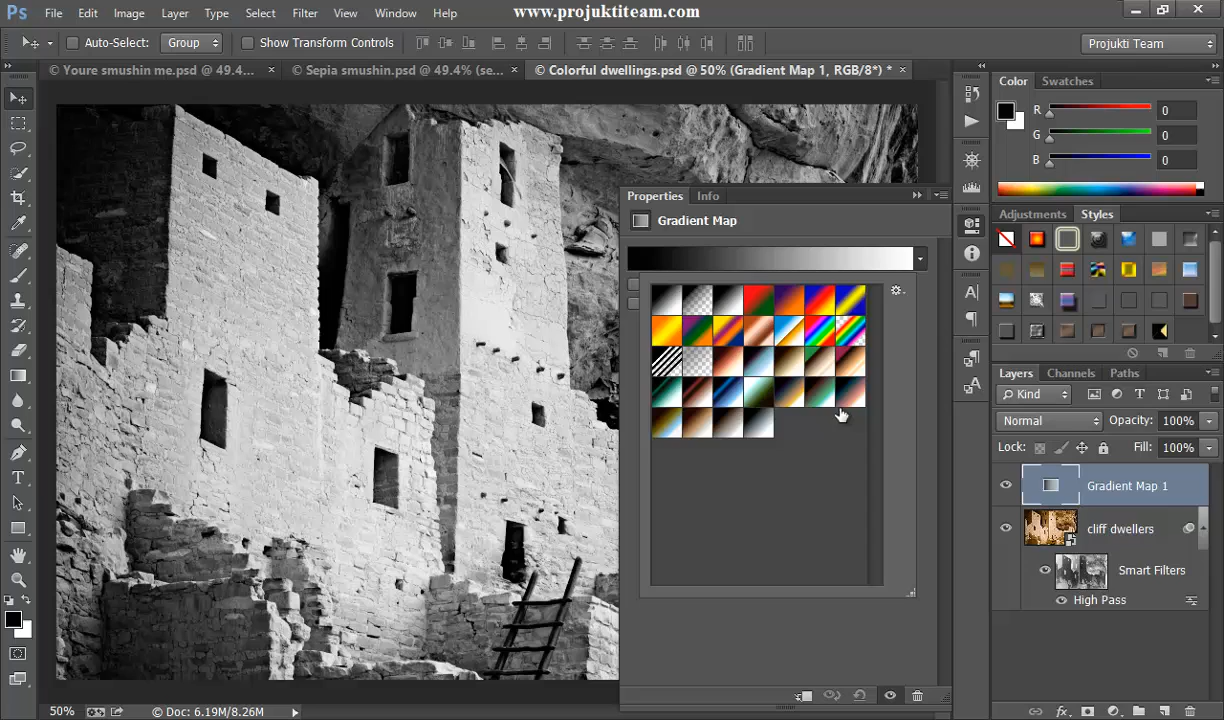 Ps File Edit Image Layer Type Select Filter View Window Help www.projuktiteam.com
Auto-Select: Group Show Transform Controls Projukti Team
© Youre smushin me.psd @ 49.4... × © Sepia smushin.psd @ 49.4% (se... × © Colorful dwellings.psd @ 50% (Gradient Map 1, RGB/8*) * ×
Color Swatches
R 0
G 0
B 0
Properties Info
Gradient Map
Adjustments Styles
Layers Channels Paths
Kind
Normal Opacity: 100%
Lock: Fill: 100%
Gradient Map 1
cliff dwellers
Smart Filters
High Pass
50% © Doc: 6.19M/8.26M